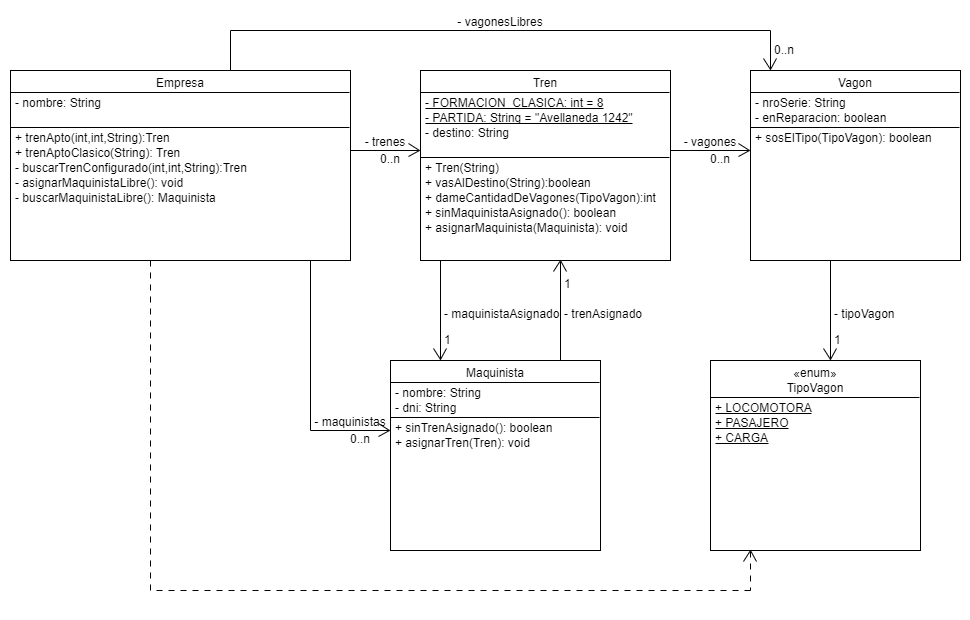 - vagonesLibres
0..n
Empresa
- nombre: String
+ trenApto(int,int,String):Tren
+ trenAptoClasico(String): Tren
- buscarTrenConfigurado(int,int,String):Tren
- asignarMaquinistaLibre(): void
- buscarMaquinistaLibre(): Maquinista
- trenes
0..n
Tren
- FORMACION_CLASICA: int = 8
- PARTIDA: String = "Avellaneda 1242"
- destino: String
+ Tren(String)
+ vasAlDestino(String):boolean
+ dameCantidadDeVagones(TipoVagon):int
+ sinMaquinistaAsignado(): boolean
+ asignarMaquinista(Maquinista): void
- vagones
0..n
Vagon
- nroSerie: String
- enReparacion: boolean
+ sosElTipo(TipoVagon): boolean
- maquinistaAsignado
1
- trenAsignado
1
- tipoVagon
1
- maquinistas
0..n
Maquinista
- nombre: String
- dni: String
+ sinTrenAsignado(): boolean
+ asignarTren(Tren): void
«enum»
TipoVagon
+ LOCOMOTORA
+ PASAJERO
+ CARGA